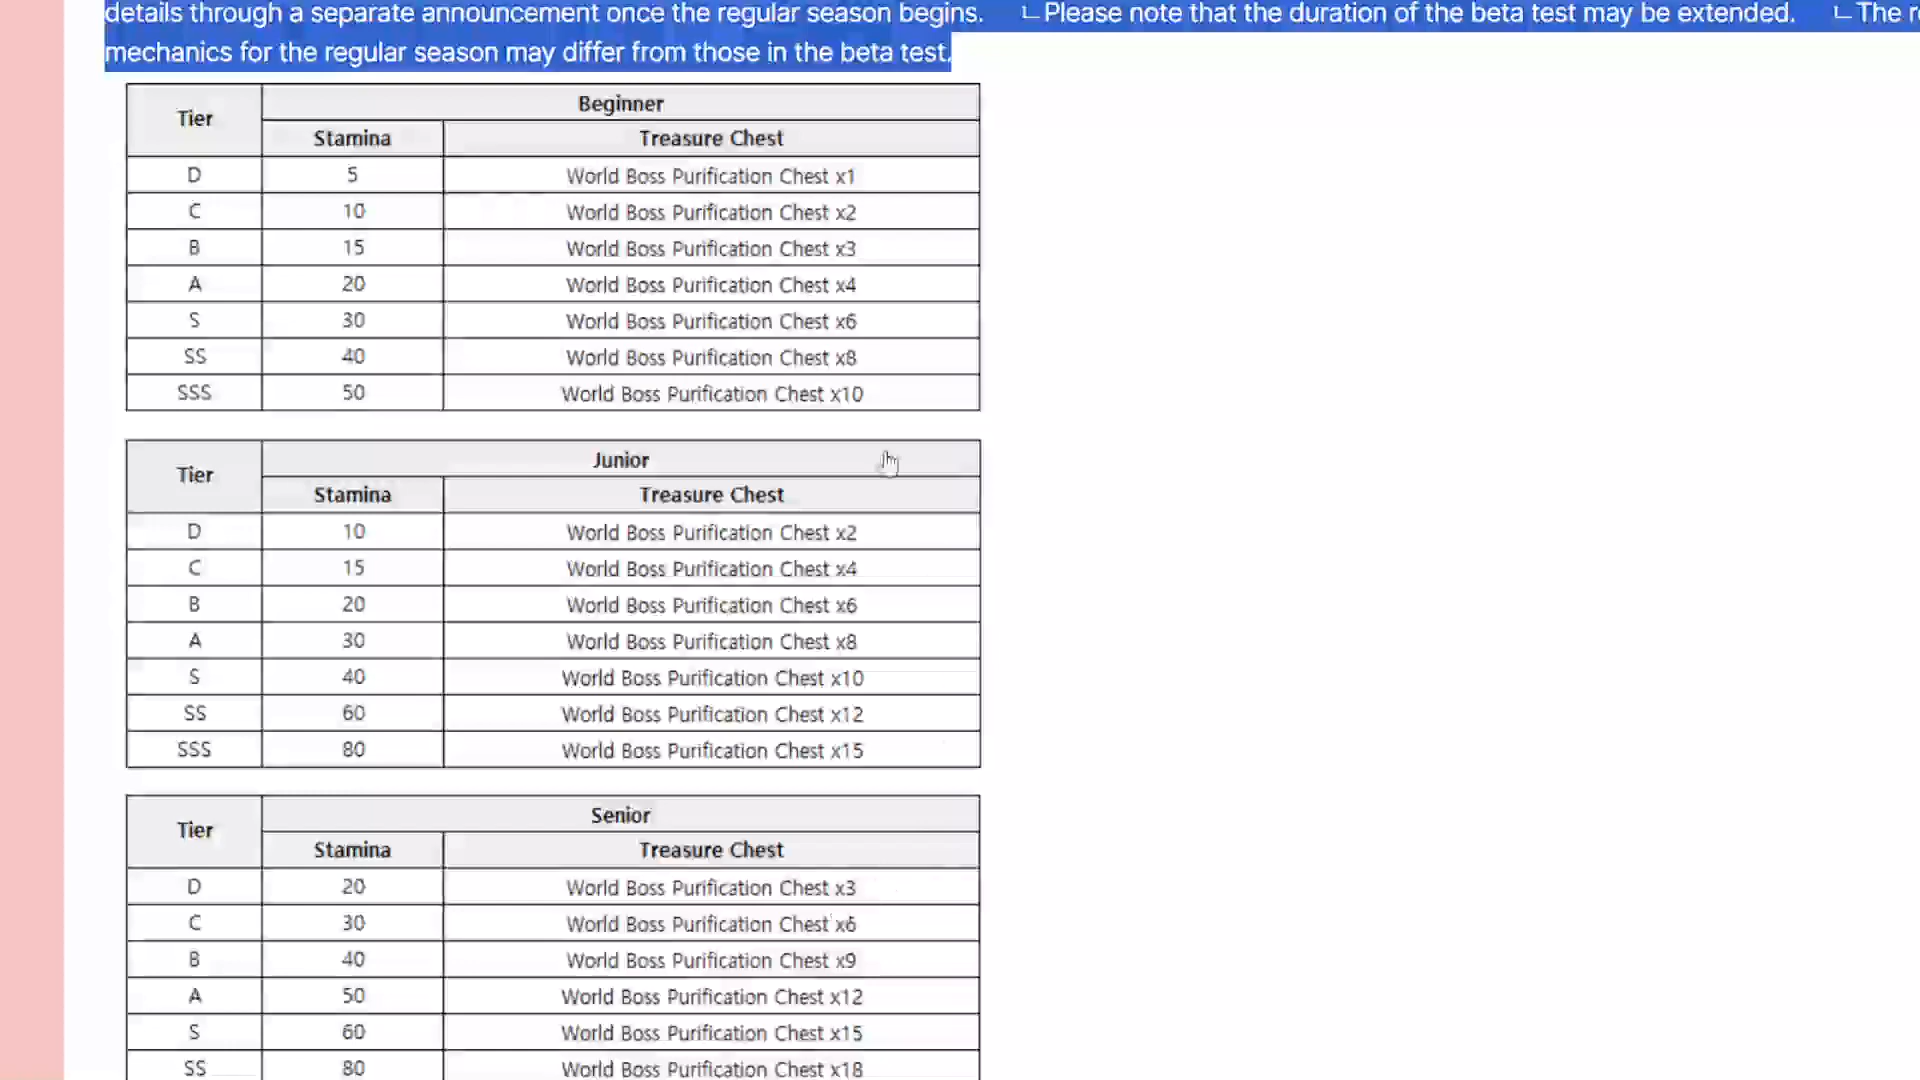 details through a separate announcement once the regular season begins. ㄴPlease note that the duration of the beta test may be extended. ㄴThe
mechanics for the regular season may differ from those in the beta test.
Tier Beginner
Stamina Treasure Chest
D 5 World Boss Purification Chest x1
C 10 World Boss Purification Chest x2
B 15 World Boss Purification Chest x3
A 20 World Boss Purification Chest x4
S 30 World Boss Purification Chest x6
SS 40 World Boss Purification Chest x8
SSS 50 World Boss Purification Chest x10
Tier Junior
Stamina Treasure Chest
D 10 World Boss Purification Chest x2
C 15 World Boss Purification Chest x4
B 20 World Boss Purification Chest x6
A 30 World Boss Purification Chest x8
S 40 World Boss Purification Chest x10
SS 60 World Boss Purification Chest x12
SSS 80 World Boss Purification Chest x15
Tier Senior
Stamina Treasure Chest
D 20 World Boss Purification Chest x3
C 30 World Boss Purification Chest x6
B 40 World Boss Purification Chest x9
A 50 World Boss Purification Chest x12
S 60 World Boss Purification Chest x15
SS 80 World Boss Purification Chest x18